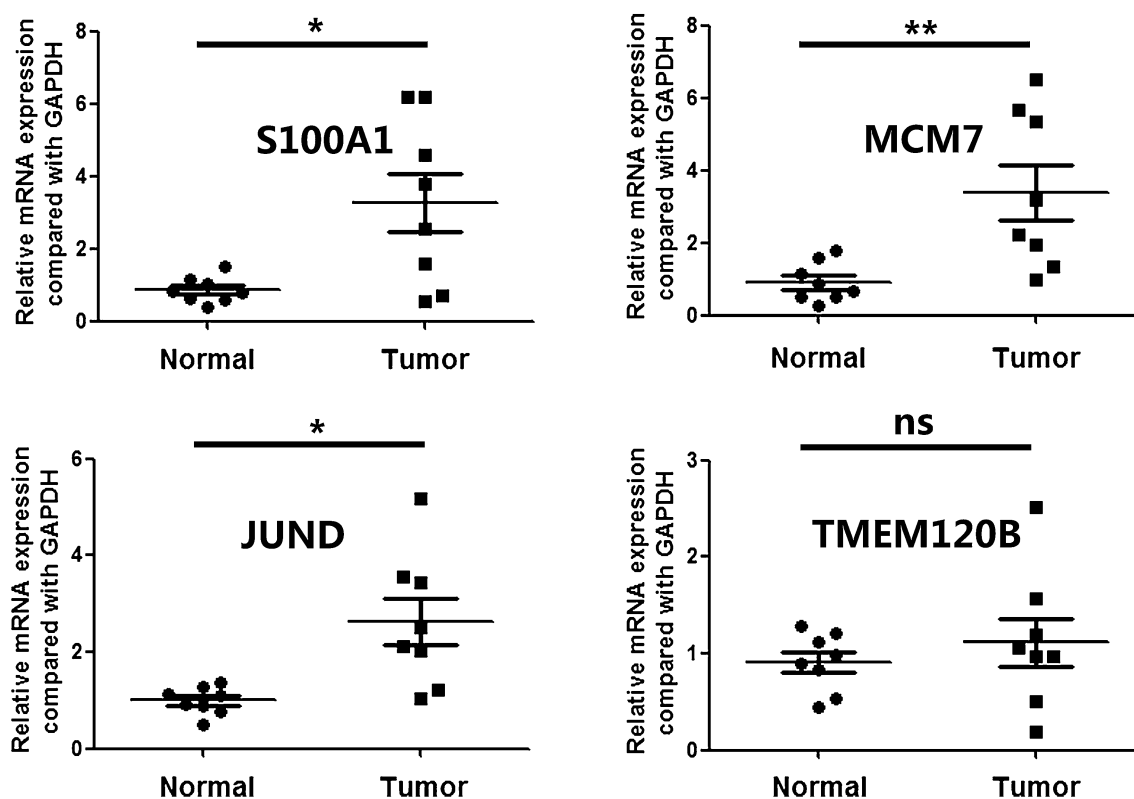 *
Relative mRNA expression
compared with GAPDH
8
6
4
2
0
S100A1
Normal
Tumor
**
Relative mRNA expression
compared with GAPDH
8
6
4
2
0
MCM7
Normal
Tumor
*
Relative mRNA expression
compared with GAPDH
6
4
2
0
JUND
Normal
Tumor
ns
Relative mRNA expression
compared with GAPDH
3
2
1
0
TMEM120B
Normal
Tumor